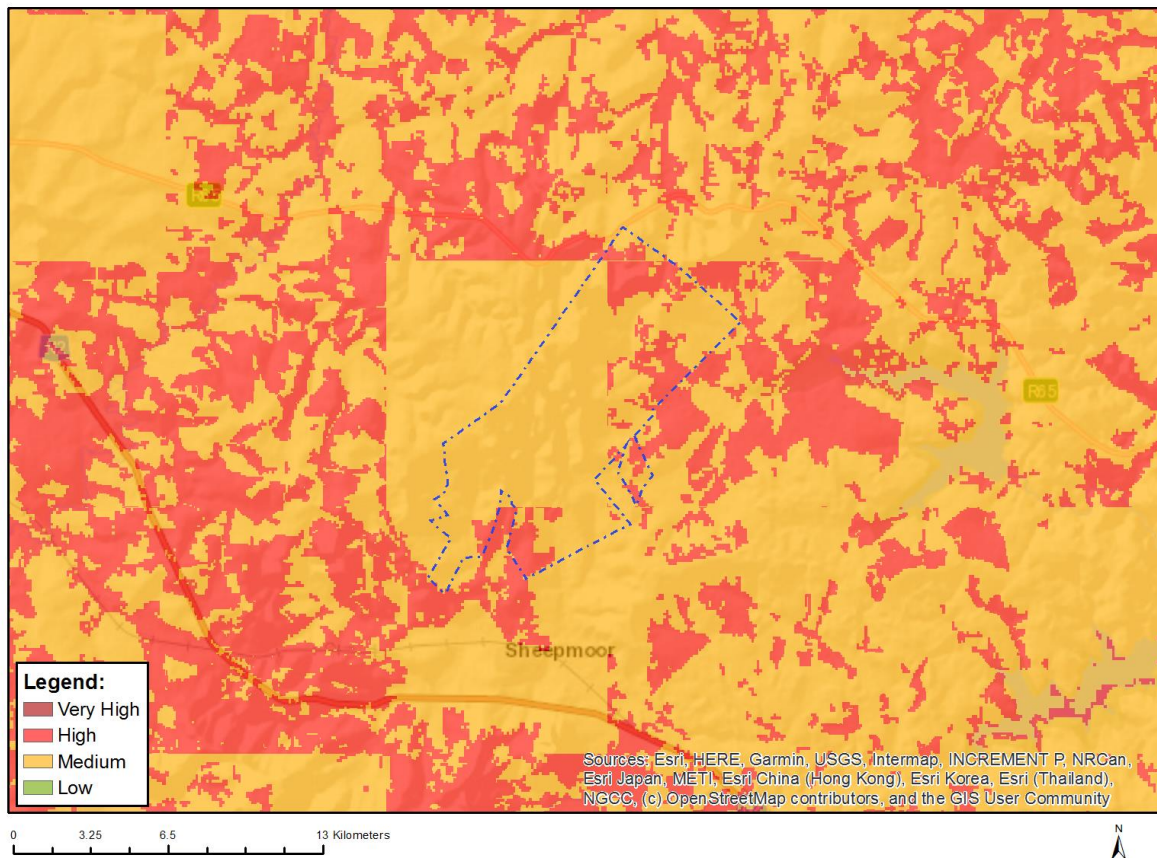 R65
Sheepmoor
Legend:
Very High
High
Medium
Low
Sources: Esri, HERE, Garmin, USGS, Intermap, INCREMENT P, NRCan,
Esri Japan, METI, Esri China (Hong Kong), Esri Korea, Esri (Thailand),
NGCC, (c) OpenStreetMap contributors, and the GIS User Community
0 3.25 6.5 13 Kilometers
N